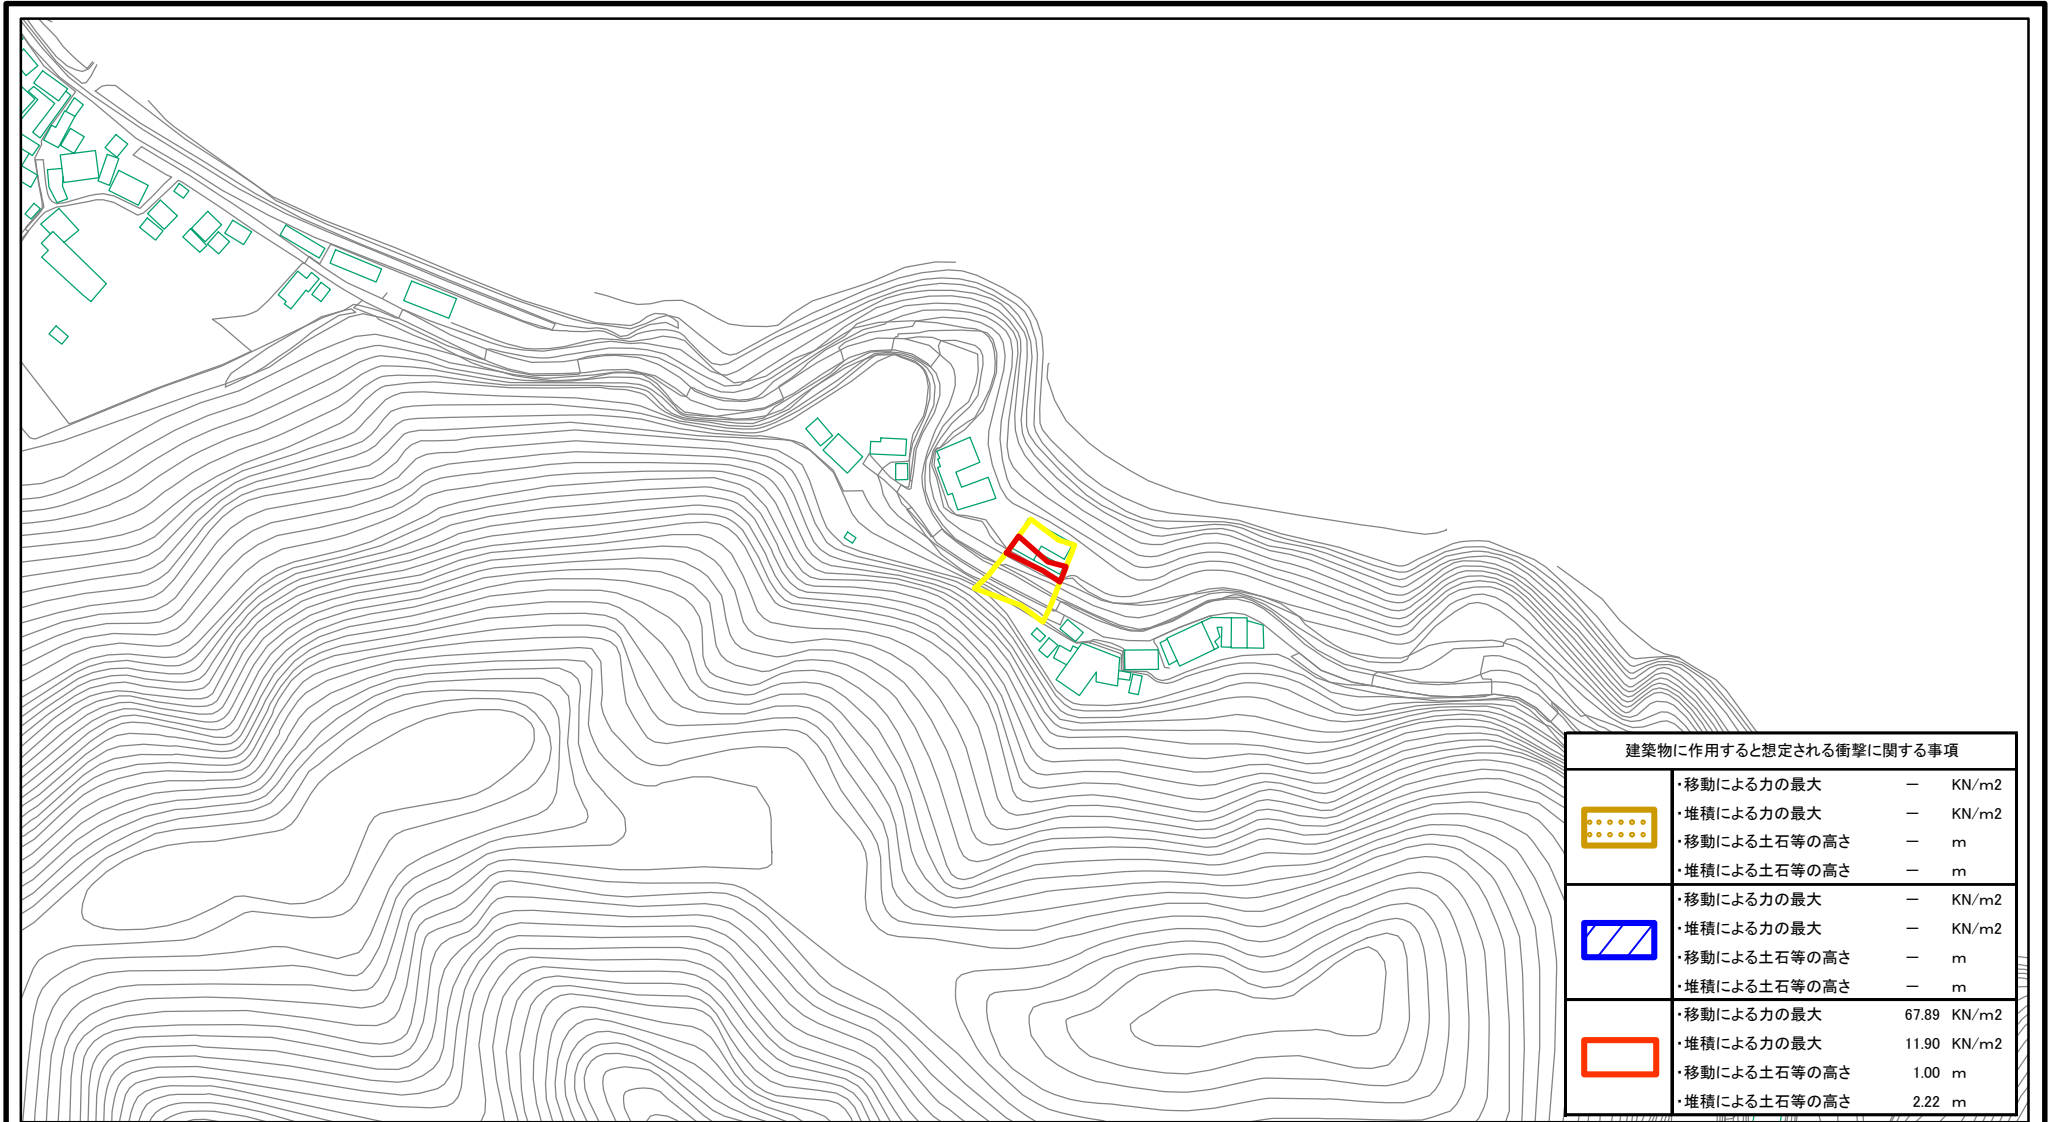 建築物に作用すると想定される衝撃に関する事項
・移動による力の最大 － KN/m2
・堆積による力の最大 － KN/m2
・移動による土石等の高さ － m
・堆積による土石等の高さ － m
・移動による力の最大 － KN/m2
・堆積による力の最大 － KN/m2
・移動による土石等の高さ － m
・堆積による土石等の高さ － m
・移動による力の最大 67.89 KN/m2
・堆積による力の最大 11.90 KN/m2
・移動による土石等の高さ 1.00 m
・堆積による土石等の高さ 2.22 m